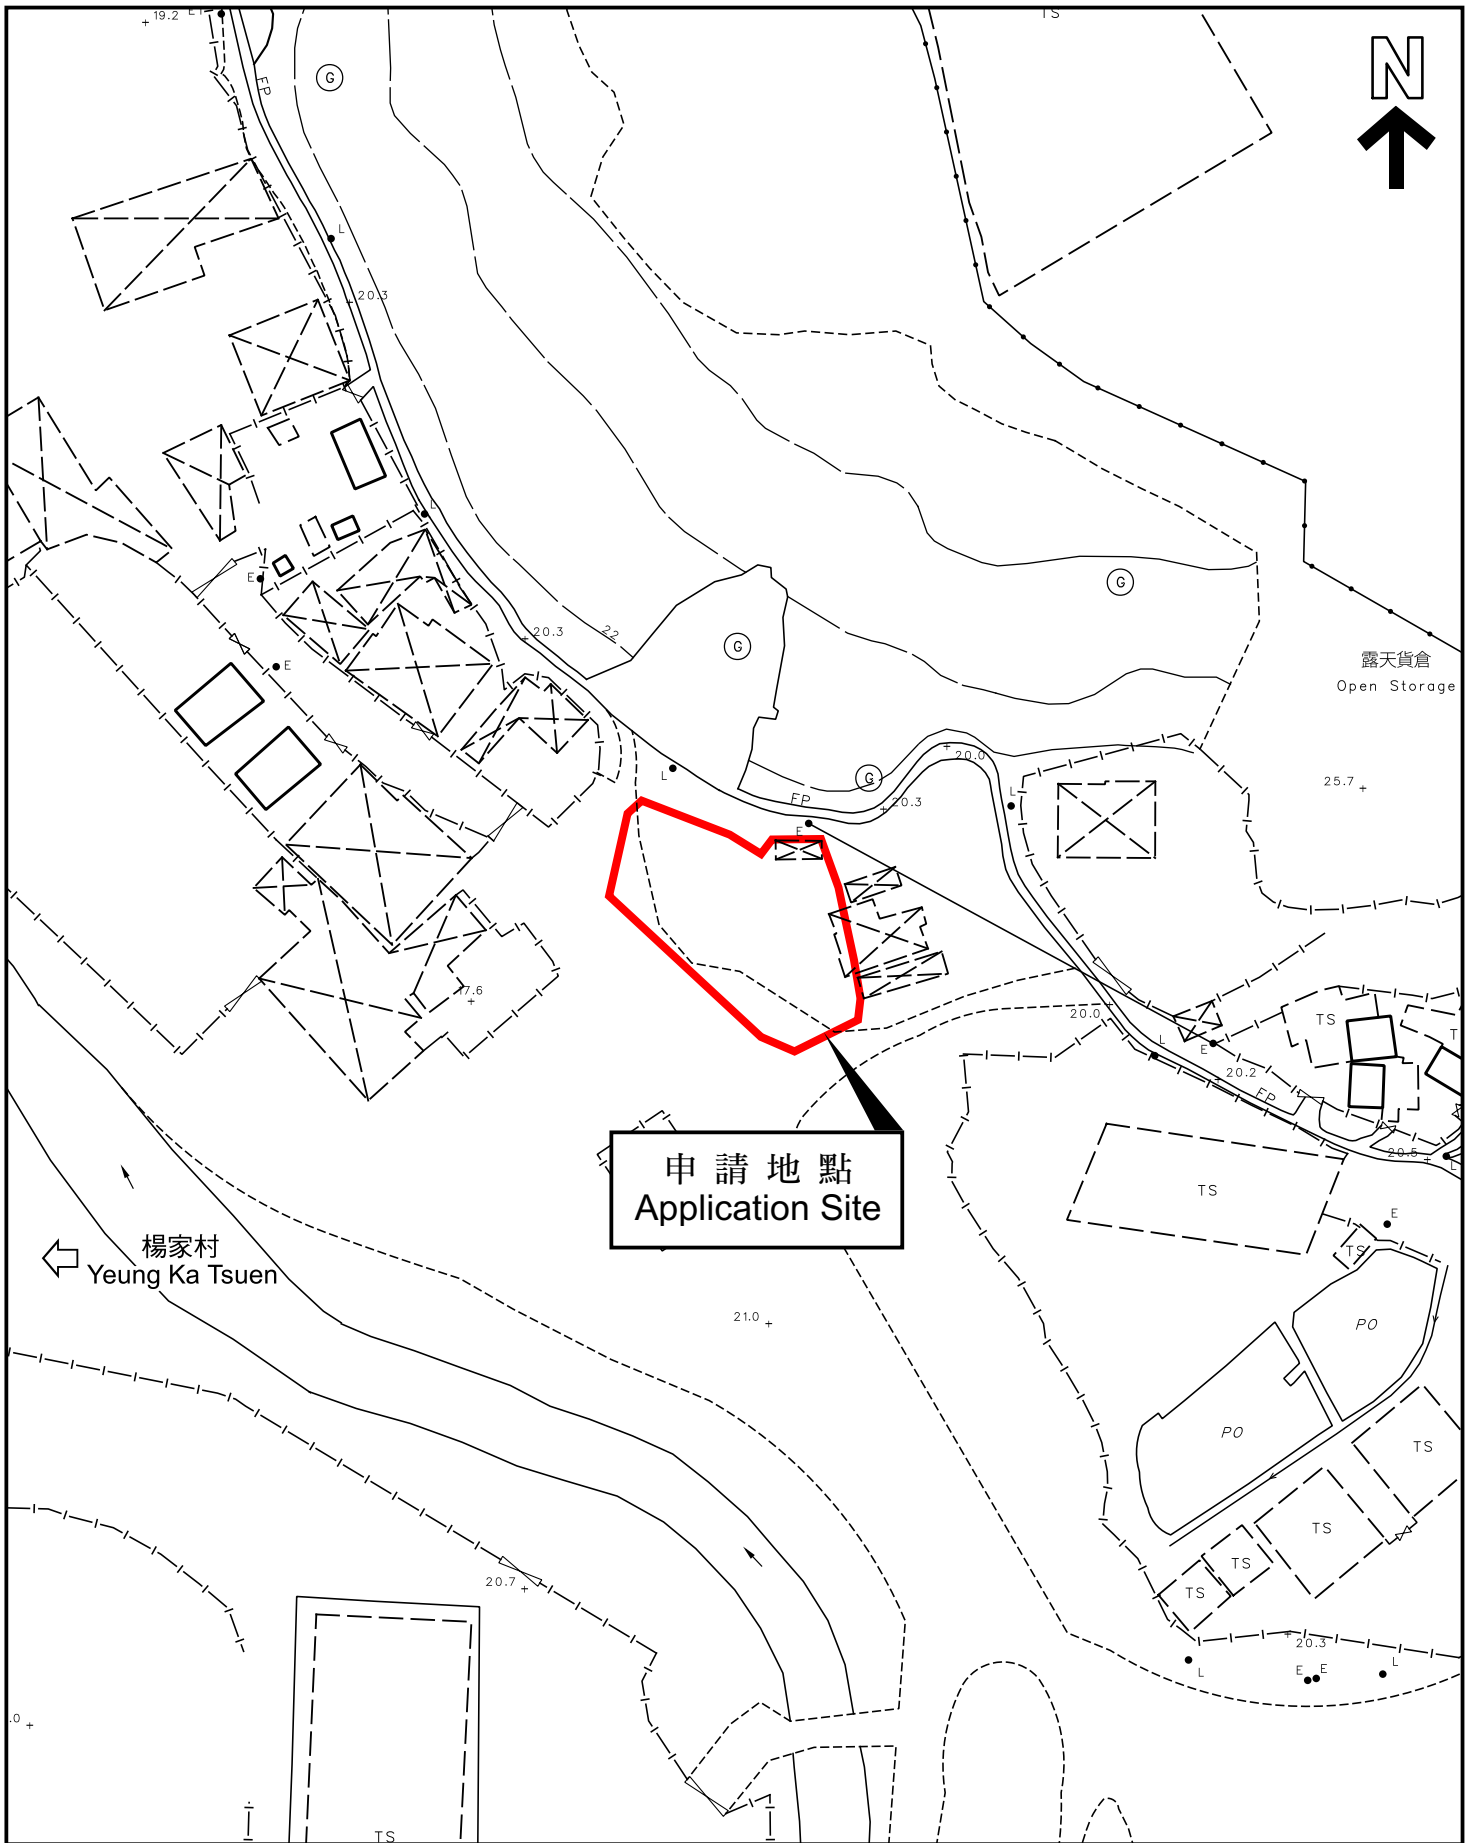 19.2
TS
N
FP
G
L
20.3
L
E
G
20.3
22
E
G
露天貨倉
Open Storage
20.0
L
G
25.7
FP
20.3
L
E
17.6
20.0
TS
L
E
20.2
FP
20.5
L
申請地點
Application Site
TS
E
TS
楊家村
Yeung Ka Tsuen
21.0
PO
PO
TS
TS
TS
20.7
TS
20.3
L
E
E
L
.0
TS